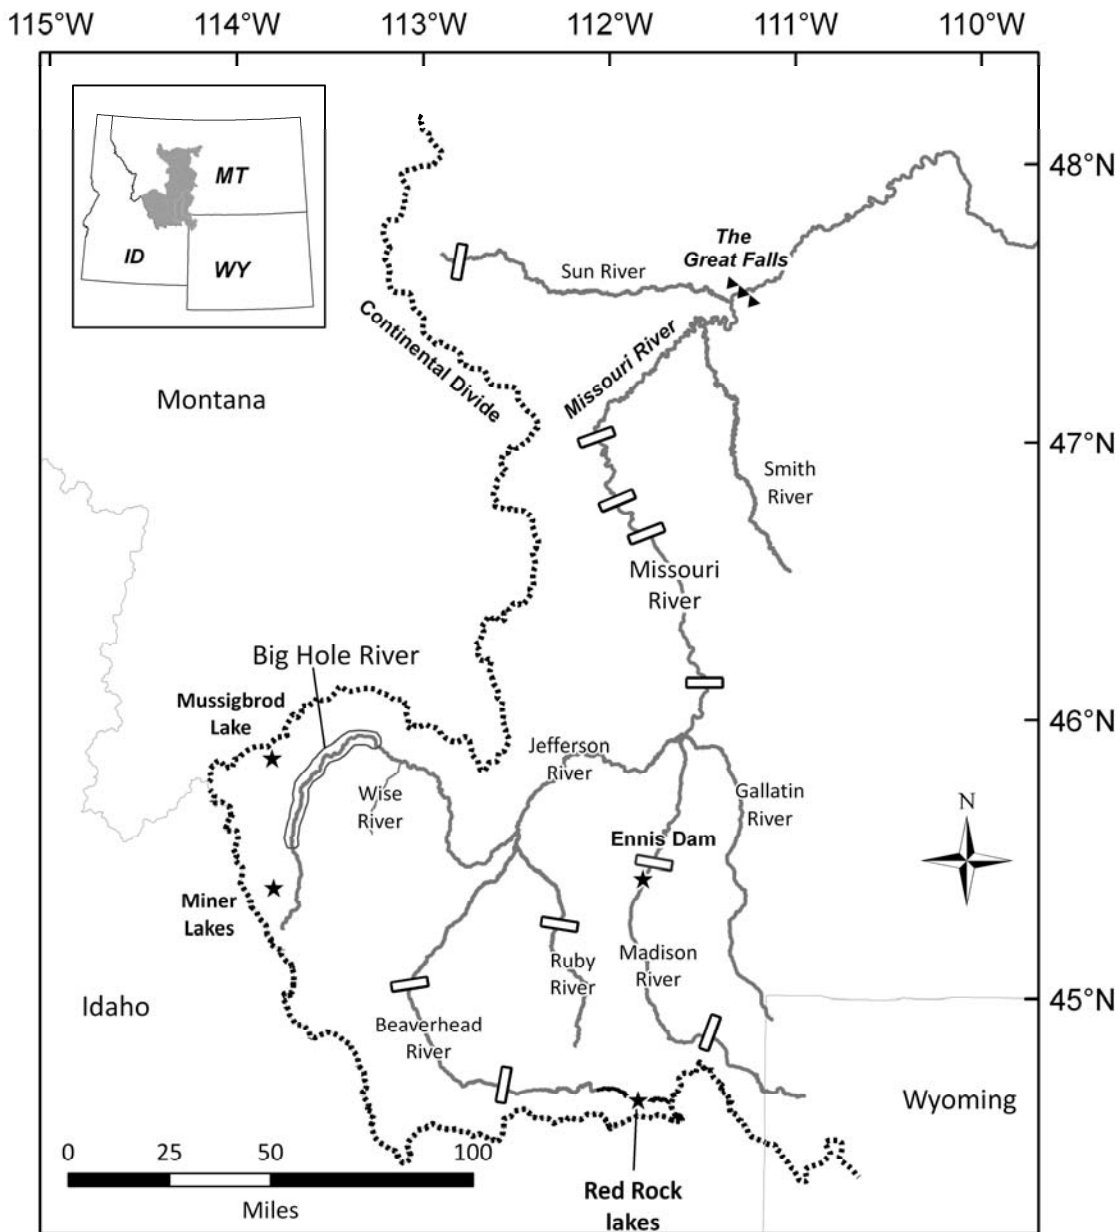 115°W 114°W 113°W 112°W 111°W 110°W
MT
ID
WY
48°N
The
Great Falls
Sun River
Continental Divide
Missouri River
Montana
47°N
Smith
River
Missouri
River
Big Hole River
Mussigbrod
Lake
46°N
Jefferson
River
Wise
River
Gallatin
River
N
Ennis Dam
Miner
Lakes
Madison
River
Ruby
River
45°N
Idaho
Beaverhead
River
Wyoming
0 25 50 100
Miles
Red Rock
lakes